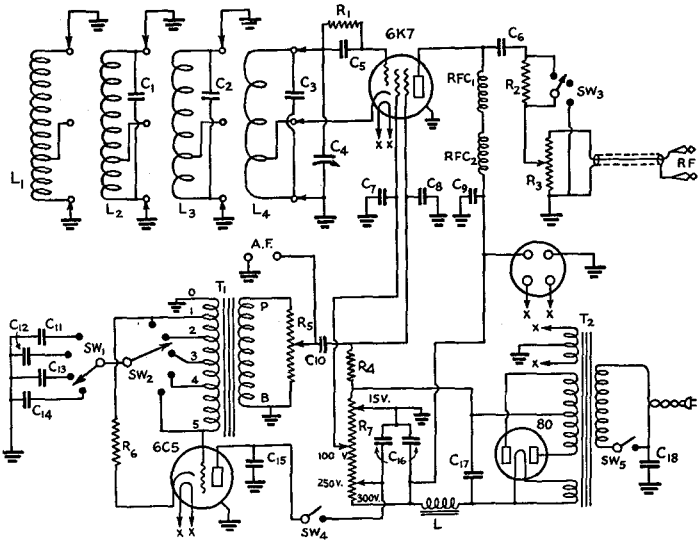 R1
6K7
C6
C5
RFC1
R2
SW3
C1
C2
C3
C4
RFC2
R3
RF
X X
L1
L2
L3
L4
C7
C8
C9
A.F.
T1
0
P
1
C12
C11
R5
X X
T2
X
SW1
SW2
2
3
C10
R4
X
C13
4
15V.
C14
B
R7
80
5
R6
6C5
100 V.
C16
SW5
C15
C17
C18
250V.
300V.
X X
SW4
L